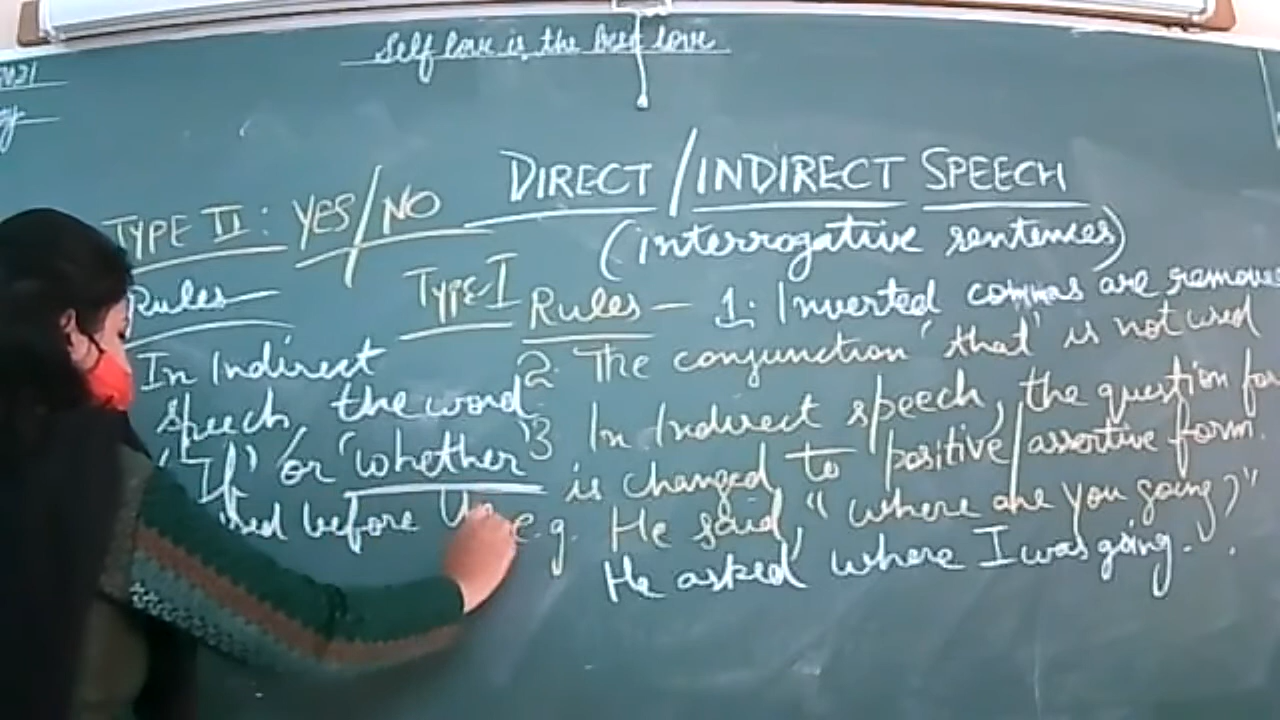 Self love is the best love
DIRECT / INDIRECT SPEECH
(interrogative sentences)
TYPE I Rules - 1. Inverted commas are remove
2. The conjunction 'that' is not used
3 In Indirect speech, the question for
is changed to positive/assertive form.
e.g. He said, "where are you going?"
He asked where I was going.
TYPE II: YES/NO
Rules
In Indirect
speech, the word
'If' or 'whether'
sed before